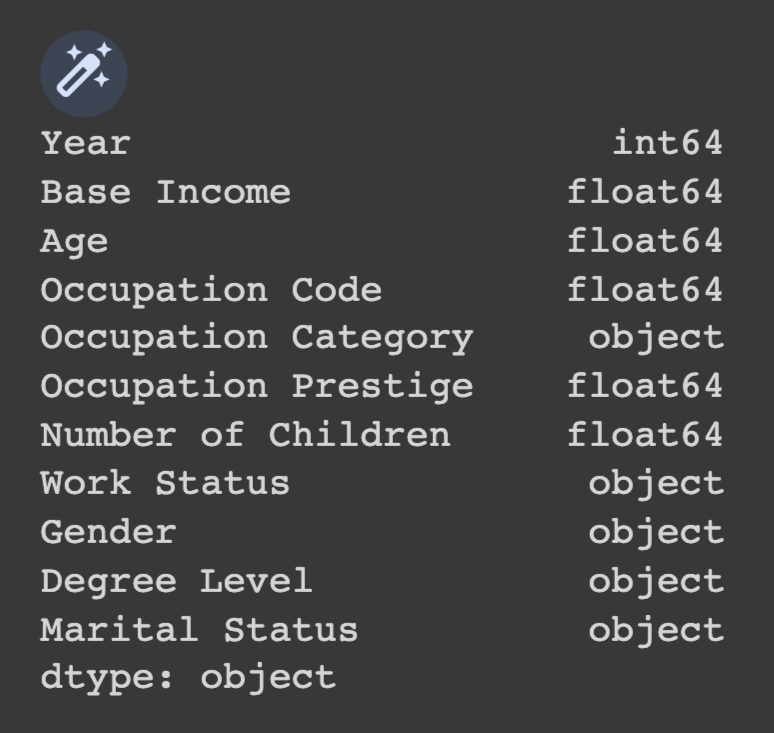 Year int64
Base Income float64
Age float64
Occupation Code float64
Occupation Category object
Occupation Prestige float64
Number of Children float64
Work Status object
Gender object
Degree Level object
Marital Status object
dtype: object